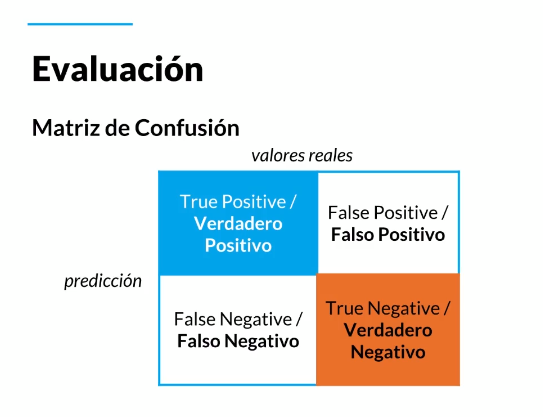 Evaluación
Matriz de Confusión
valores reales
True Positive /
Verdadero
Positivo
False Positive /
Falso Positivo
predicción
False Negative /
Falso Negativo
True Negative /
Verdadero
Negativo